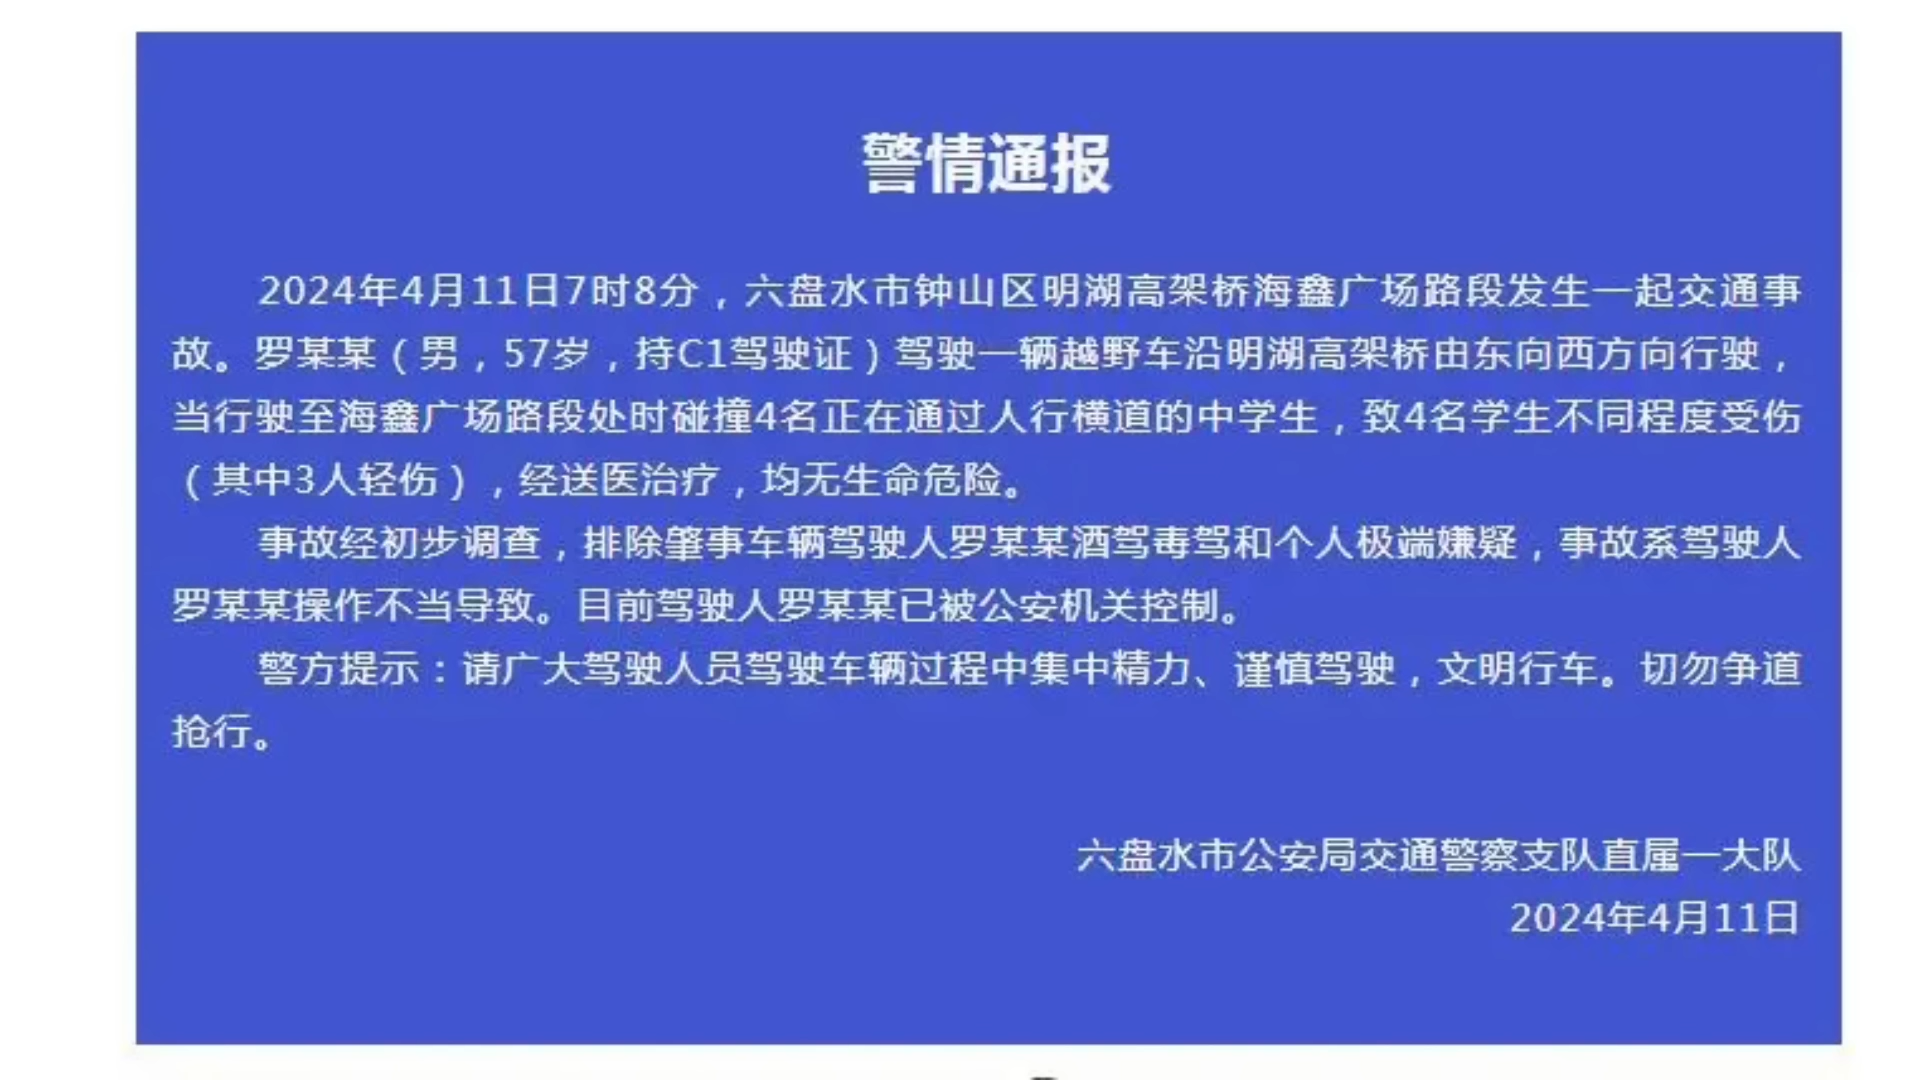 警情通报
2024年4月11日7时8分，六盘水市钟山区明湖高架桥海鑫广场路段发生一起交通事
故。罗某某（男，57岁，持C1驾驶证）驾驶一辆越野车沿明湖高架桥由东向西方向行驶，
当行驶至海鑫广场路段处时碰撞4名正在通过人行横道的中学生，致4名学生不同程度受伤
（其中3人轻伤），经送医治疗，均无生命危险。
事故经初步调查，排除肇事车辆驾驶人罗某某酒驾毒驾和个人极端嫌疑，事故系驾驶人
罗某某操作不当导致。目前驾驶人罗某某已被公安机关控制。
警方提示：请广大驾驶人员驾驶车辆过程中集中精力、谨慎驾驶，文明行车。切勿争道
抢行。
六盘水市公安局交通警察支队直属一大队
2024年4月11日